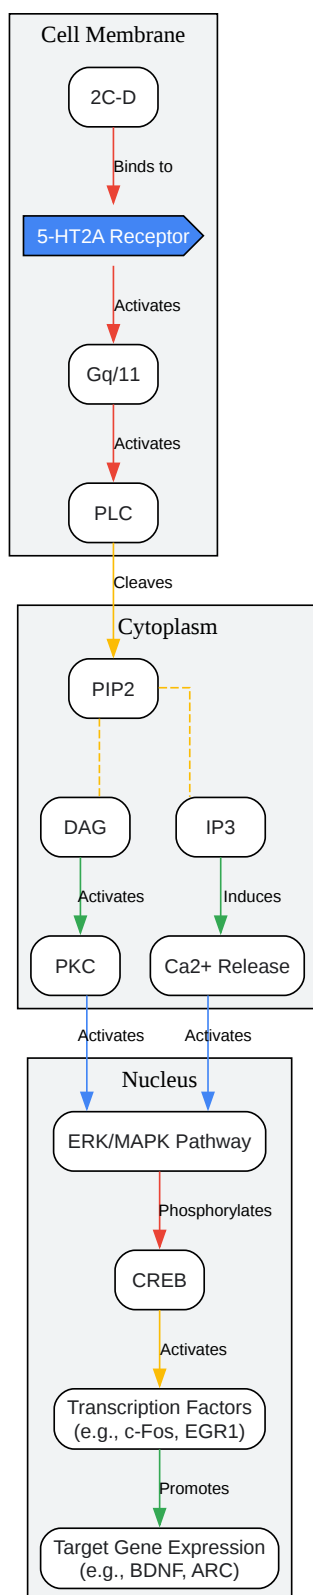 Cell Membrane
2C-D
Binds to
5-HT2A Receptor
Activates
Gq/11
Activates
PLC
Cleaves
Cytoplasm
PIP2
DAG
IP3
Activates
Induces
PKC
Ca2+ Release
Activates
Activates
Nucleus
ERK/MAPK Pathway
Phosphorylates
CREB
Activates
Transcription Factors
(e.g., c-Fos, EGR1)
Promotes
Target Gene Expression
(e.g., BDNF, ARC)